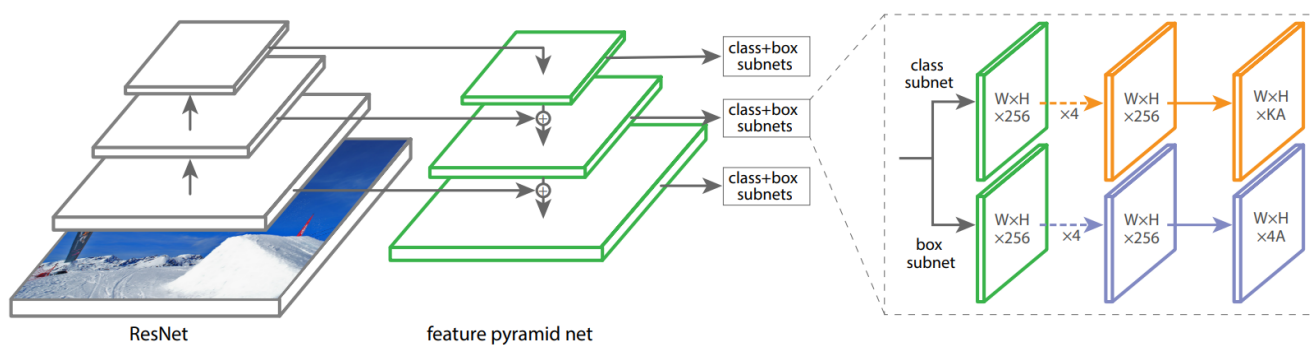 class+box
subnets
class+box
subnets
class+box
subnets
ResNet
feature pyramid net
class
subnet
W×H
×256
×4
W×H
×256
W×H
×KA
box
subnet
W×H
×256
×4
W×H
×256
W×H
×4A